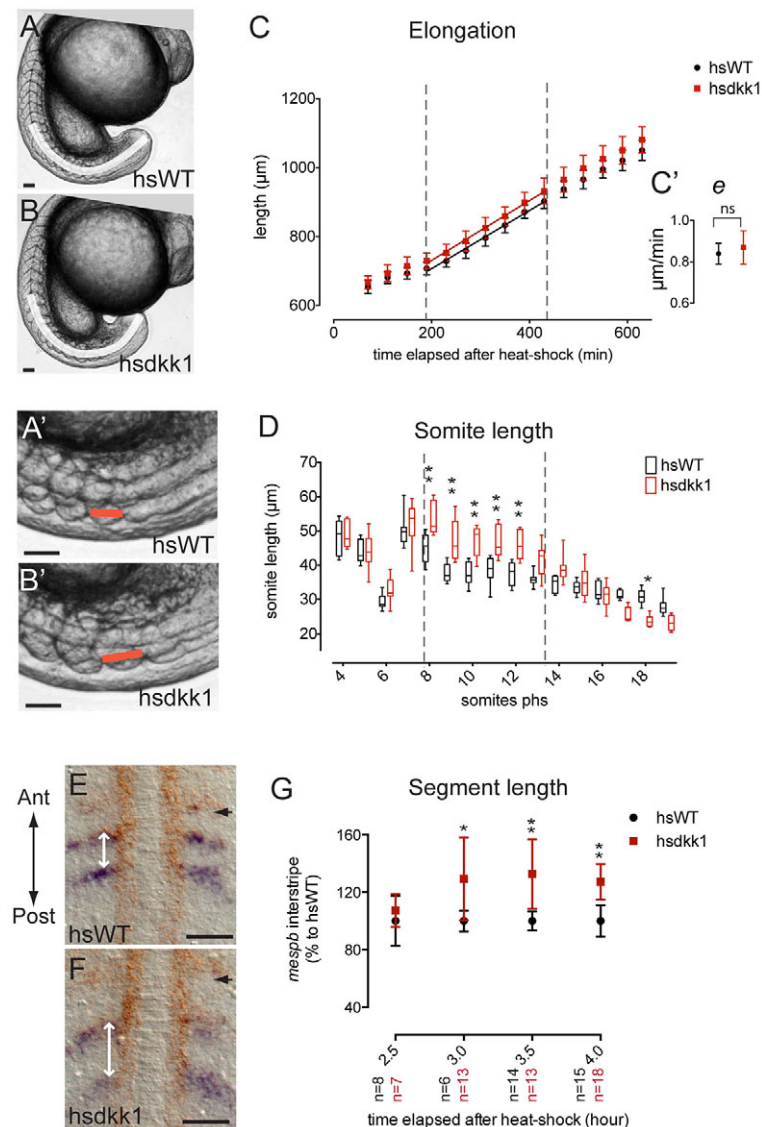 A
hsWT
B
hsdkk1
C
Elongation
hsWT
hsdkk1
length (µm)
1200
1000
800
600
0
200
400
600
time elapsed after heat-shock (min)
C'
e
ns
µm/min
1.0
0.8
0.6
A'
hsWT
B'
hsdkk1
D
Somite length
hsWT
hsdkk1
somite length (µm)
70
60
50
40
30
20
* *
* *
* *
* *
* *
*
4
6
8
10
12
14
16
18
somites phs
Ant
Post
E
hsWT
F
hsdkk1
G
Segment length
hsWT
hsdkk1
mespb interstripe
(% to hsWT)
160
120
80
40
*
* *
* *
2.5
3.0
3.5
4.0
n=8
n=7
n=6
n=13
n=14
n=13
n=15
n=18
time elapsed after heat-shock (hour)